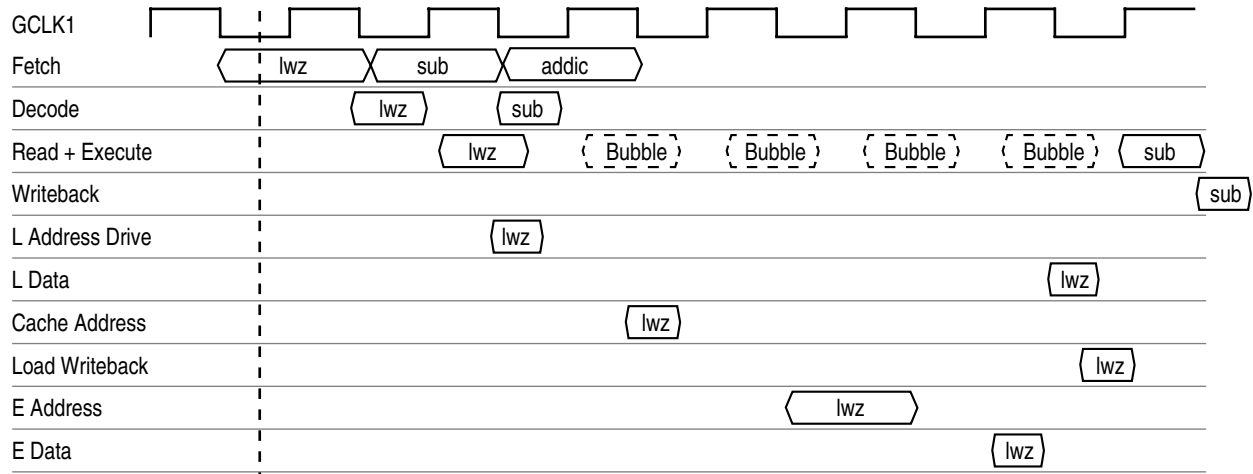 GCLK1
Fetch lwz sub addic
Decode lwz sub
Read + Execute lwz Bubble Bubble Bubble Bubble sub
Writeback sub
L Address Drive lwz
L Data lwz
Cache Address lwz
Load Writeback lwz
E Address lwz
E Data lwz